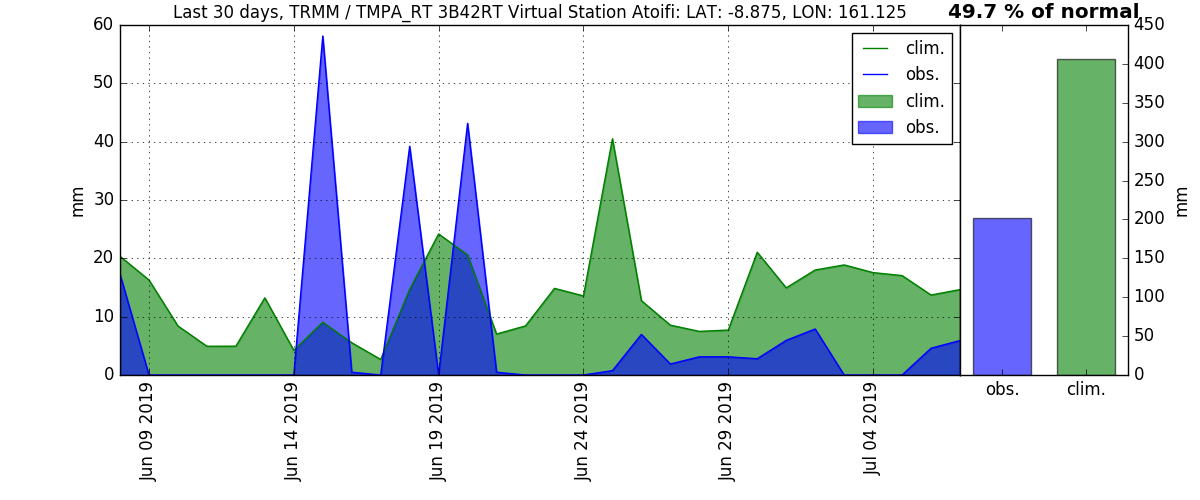 Last 30 days, TRMM / TMPA_RT 3B42RT Virtual Station Atoifi: LAT: -8.875, LON: 161.125
49.7 % of normal
60
50
40
30
20
10
0
mm
clim.
obs.
clim.
obs.
Jun 09 2019
Jun 14 2019
Jun 19 2019
Jun 24 2019
Jun 29 2019
Jul 04 2019
450
400
350
300
250
200
150
100
50
0
mm
obs.
clim.